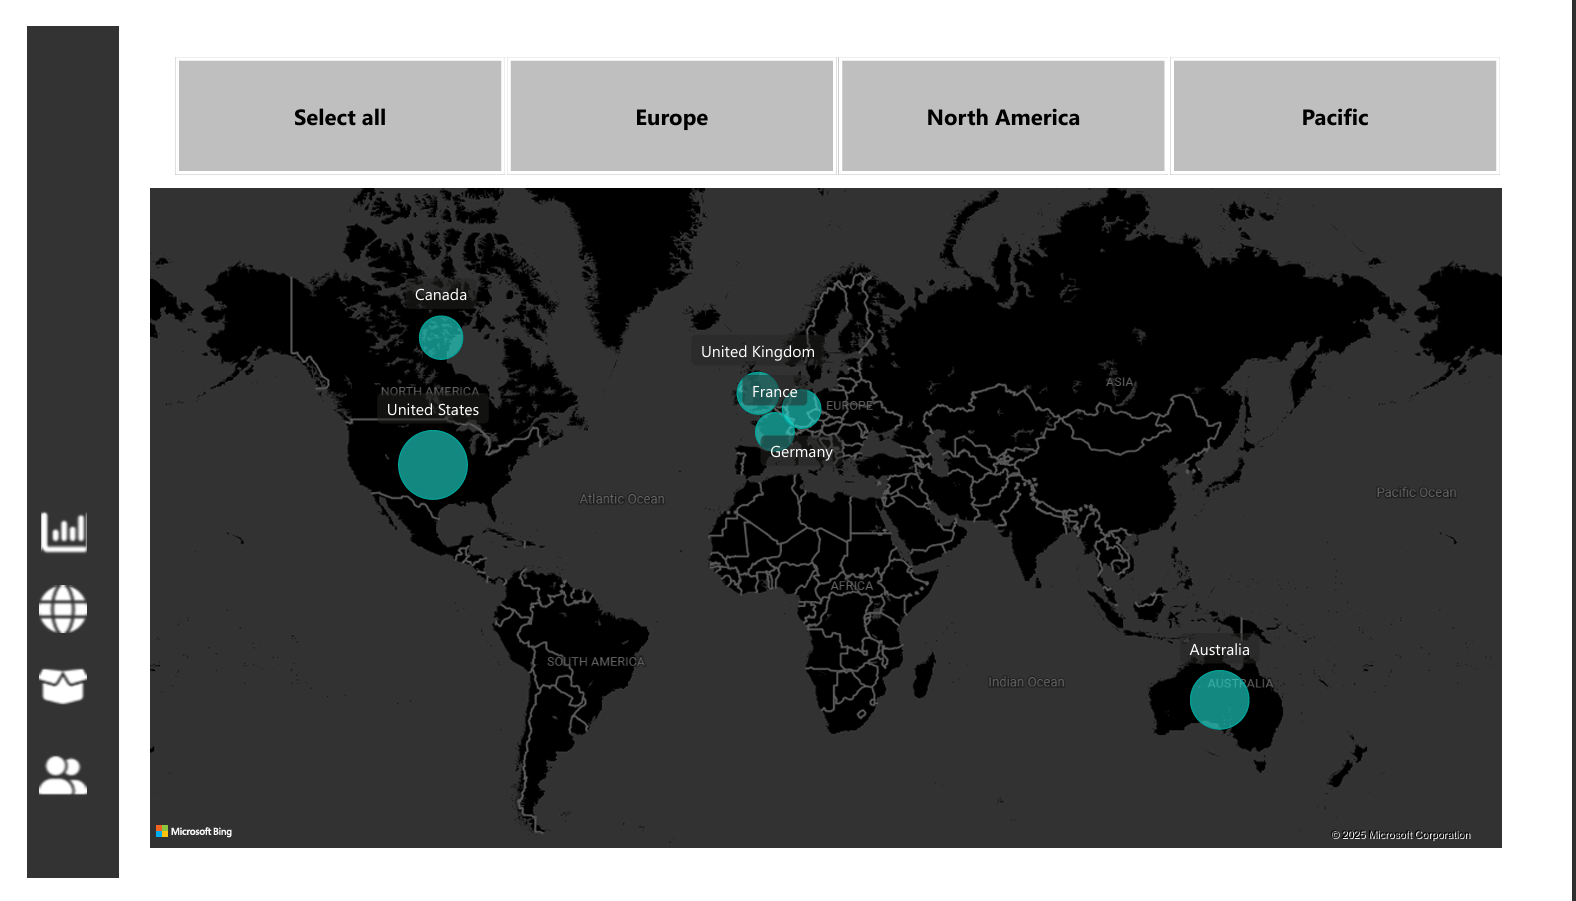 Select all
Europe
North America
Pacific
Canada
United Kingdom
NORTH AMERICA
ASIA
France
EUROPE
United States
Germany
Atlantic Ocean
Pacific Ocean
AFRICA
SOUTH AMERICA
Australia
Indian Ocean
AUSTRALIA
Microsoft Bing
© 2025 Microsoft Corporation